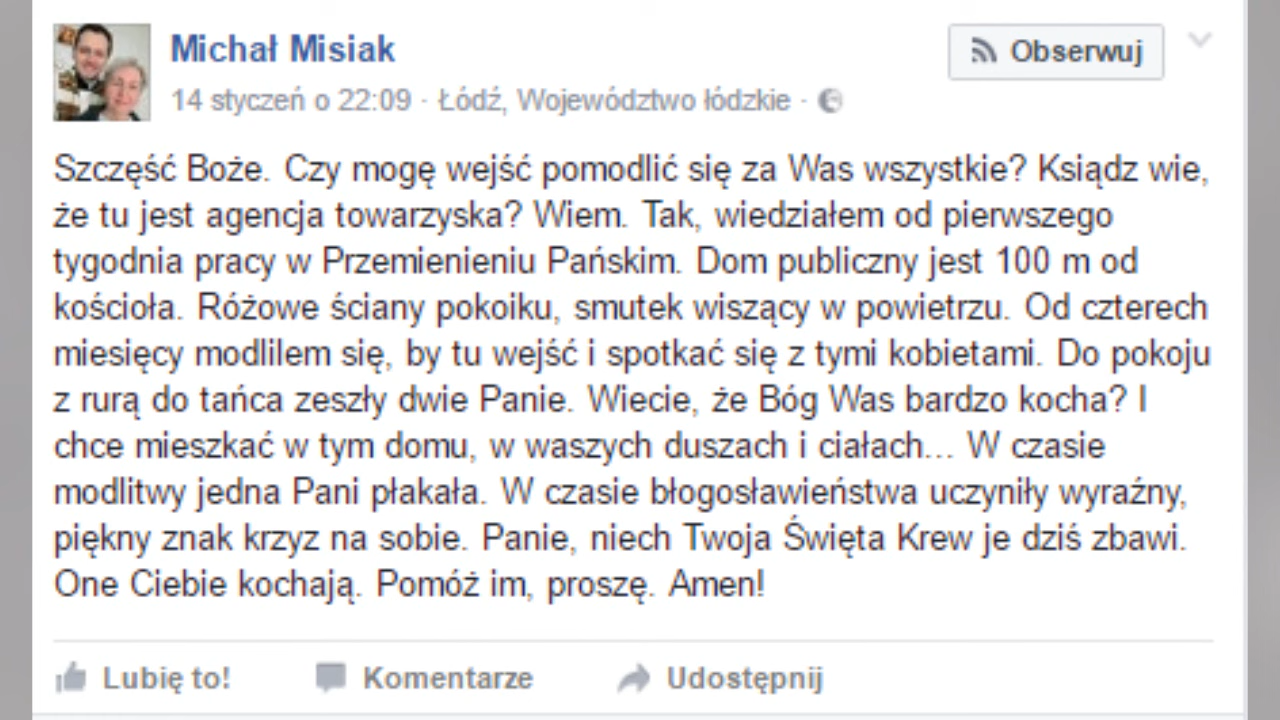 Michał Misiak
Obserwuj
14 styczeń o 22:09 · Łódź, Województwo łódzkie ·
Szczęść Boże. Czy mogę wejść pomodlić się za Was wszystkie? Ksiądz wie,
że tu jest agencja towarzyska? Wiem. Tak, wiedziałem od pierwszego
tygodnia pracy w Przemienieniu Pańskim. Dom publiczny jest 100 m od
kościoła. Różowe ściany pokoiku, smutek wiszący w powietrzu. Od czterech
miesięcy modlilem się, by tu wejść i spotkać się z tymi kobietami. Do pokoju
z rurą do tańca zeszły dwie Panie. Wiecie, że Bóg Was bardzo kocha? I
chce mieszkać w tym domu, w waszych duszach i ciałach... W czasie
modlitwy jedna Pani płakała. W czasie błogosławieństwa uczyniły wyraźny,
piękny znak krzyz na sobie. Panie, niech Twoja Święta Krew je dziś zbawi.
One Ciebie kochają. Pomóż im, proszę. Amen!
Lubię to! Komentarze Udostępnij